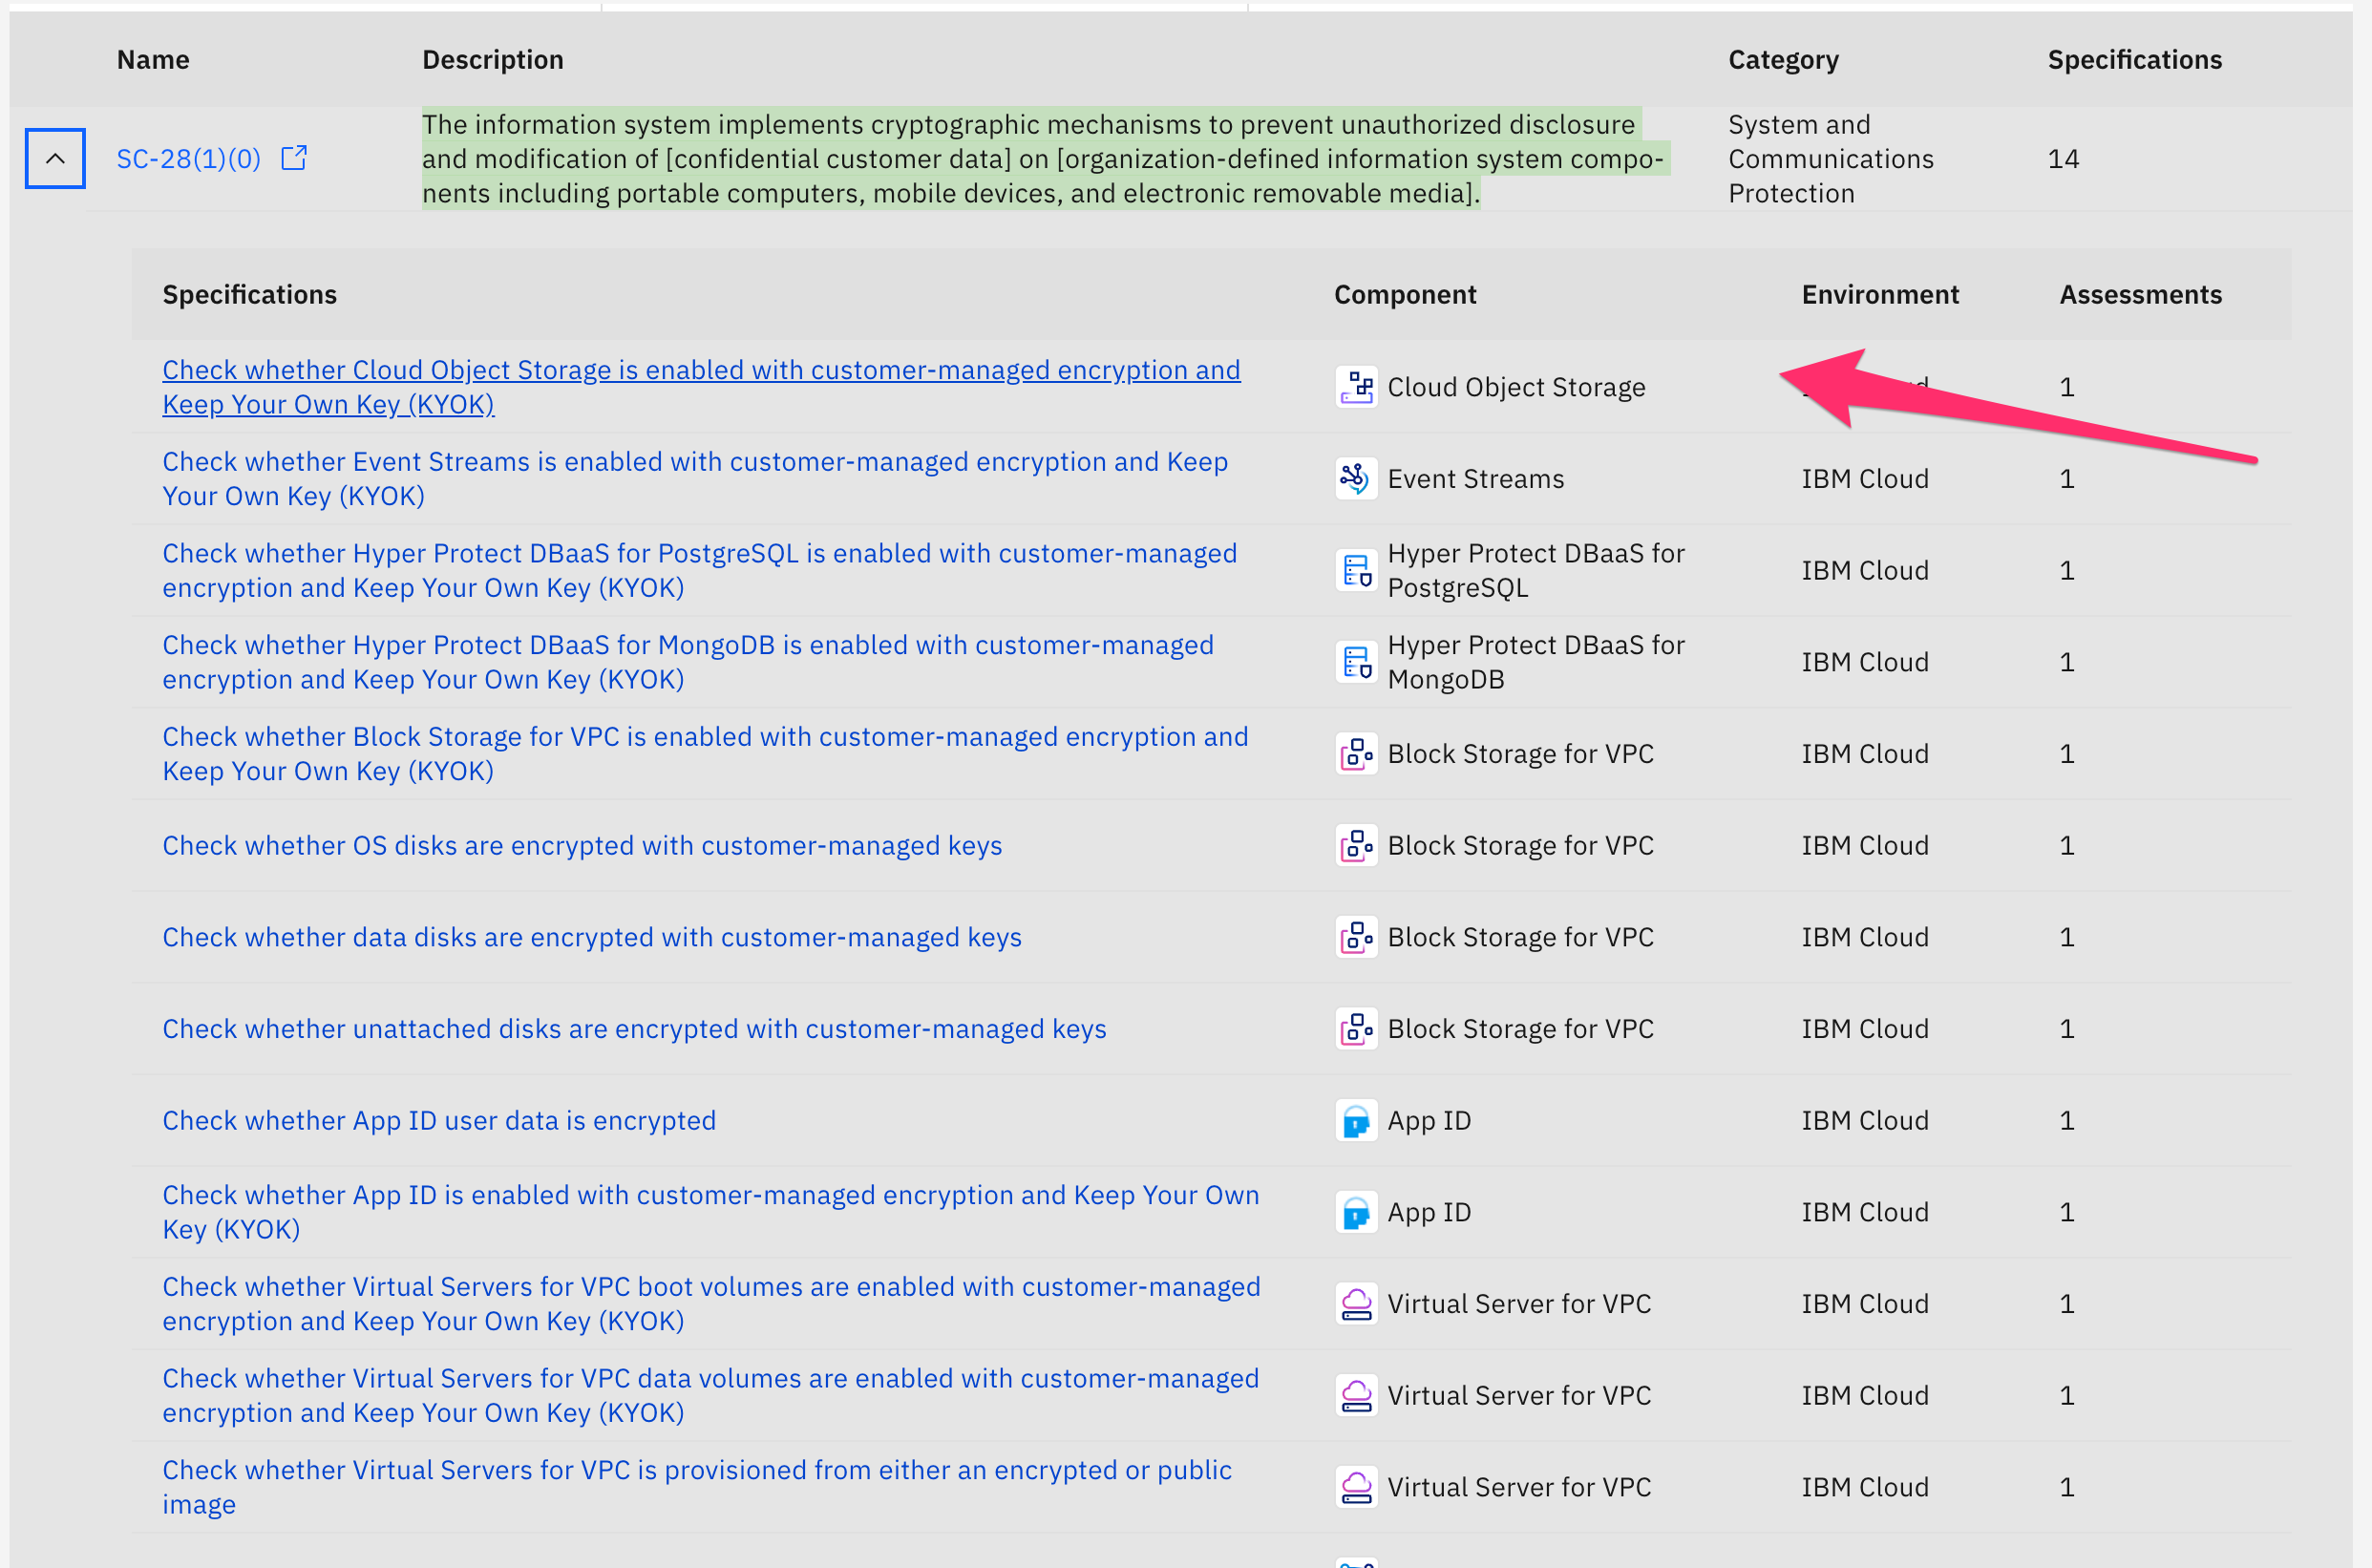 Name Description Category Specifications
SC-28(1)(0)
The information system implements cryptographic mechanisms to prevent unauthorized disclosure
and modification of [confidential customer data] on [organization-defined information system compo-
nents including portable computers, mobile devices, and electronic removable media].
System and
Communications
Protection
14
Specifications Component Environment Assessments
Check whether Cloud Object Storage is enabled with customer-managed encryption and
Keep Your Own Key (KYOK)
Cloud Object Storage
1
Check whether Event Streams is enabled with customer-managed encryption and Keep
Your Own Key (KYOK)
Event Streams
IBM Cloud
1
Check whether Hyper Protect DBaaS for PostgreSQL is enabled with customer-managed
encryption and Keep Your Own Key (KYOK)
Hyper Protect DBaaS for
PostgreSQL
IBM Cloud
1
Check whether Hyper Protect DBaaS for MongoDB is enabled with customer-managed
encryption and Keep Your Own Key (KYOK)
Hyper Protect DBaaS for
MongoDB
IBM Cloud
1
Check whether Block Storage for VPC is enabled with customer-managed encryption and
Keep Your Own Key (KYOK)
Block Storage for VPC
IBM Cloud
1
Check whether OS disks are encrypted with customer-managed keys
Block Storage for VPC
IBM Cloud
1
Check whether data disks are encrypted with customer-managed keys
Block Storage for VPC
IBM Cloud
1
Check whether unattached disks are encrypted with customer-managed keys
Block Storage for VPC
IBM Cloud
1
Check whether App ID user data is encrypted
App ID
IBM Cloud
1
Check whether App ID is enabled with customer-managed encryption and Keep Your Own
Key (KYOK)
App ID
IBM Cloud
1
Check whether Virtual Servers for VPC boot volumes are enabled with customer-managed
encryption and Keep Your Own Key (KYOK)
Virtual Server for VPC
IBM Cloud
1
Check whether Virtual Servers for VPC data volumes are enabled with customer-managed
encryption and Keep Your Own Key (KYOK)
Virtual Server for VPC
IBM Cloud
1
Check whether Virtual Servers for VPC is provisioned from either an encrypted or public
image
Virtual Server for VPC
IBM Cloud
1